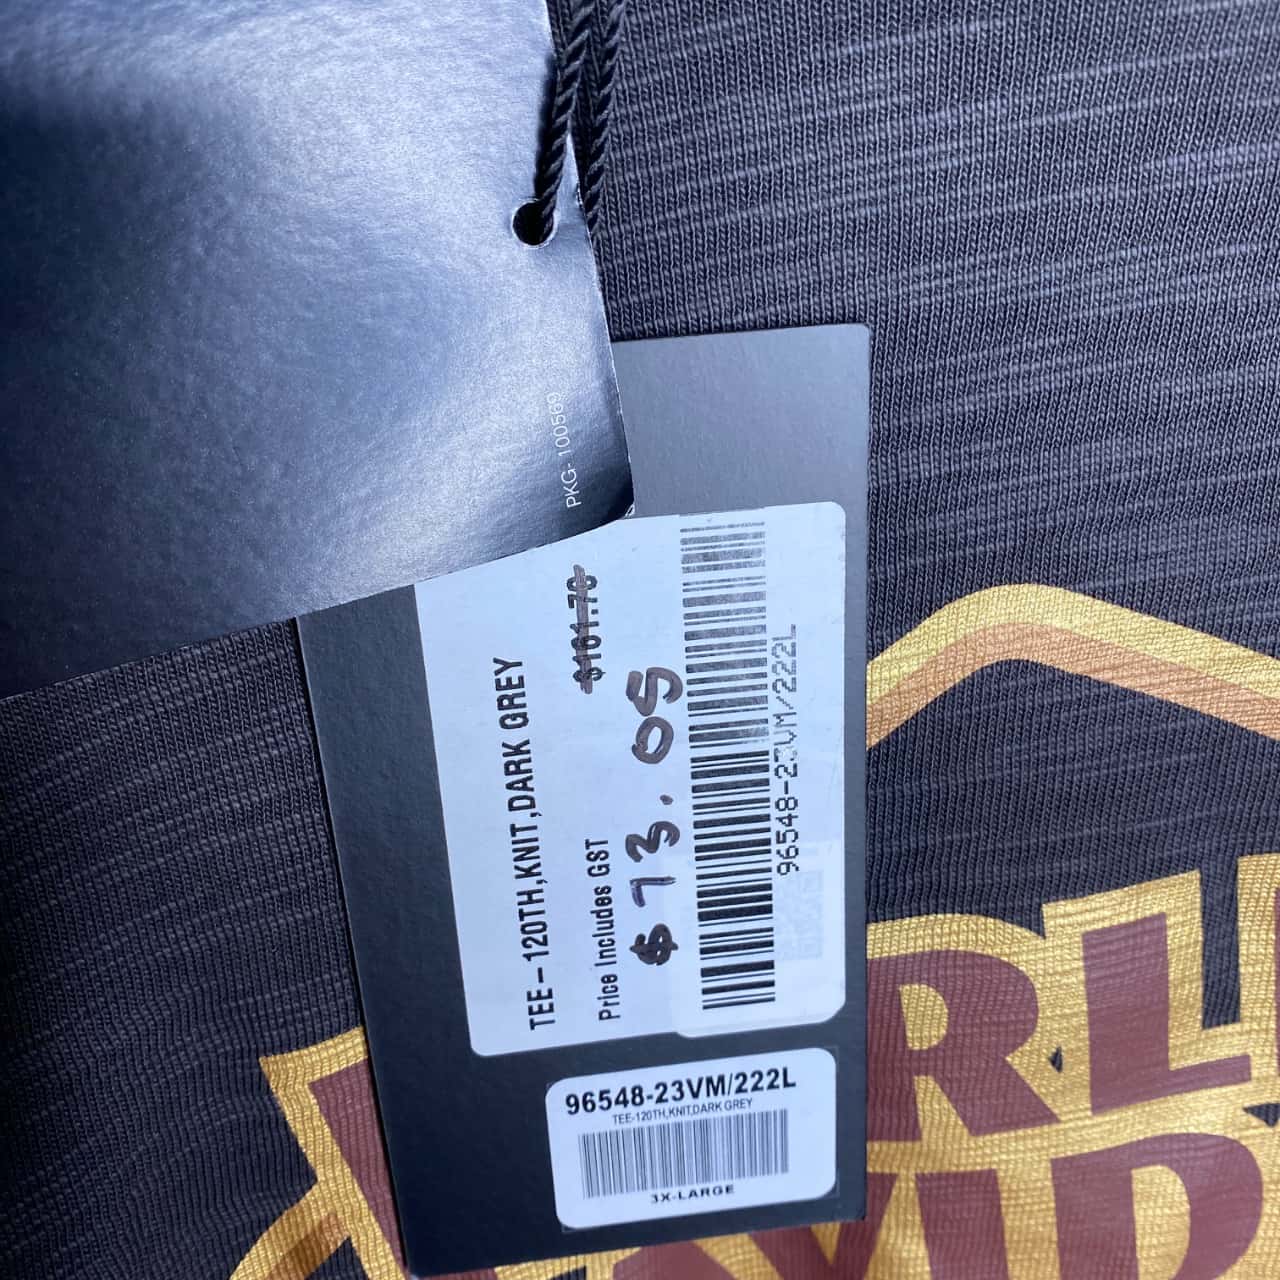 PKG- 100569
TEE – 120TH,KNIT,DARK GREY
$161.70
Price Includes GST
$73.05
96548-23VM/222L
96548-23VM/222L
TEE-120TH,KNIT,DARK GREY
3X-LARGE